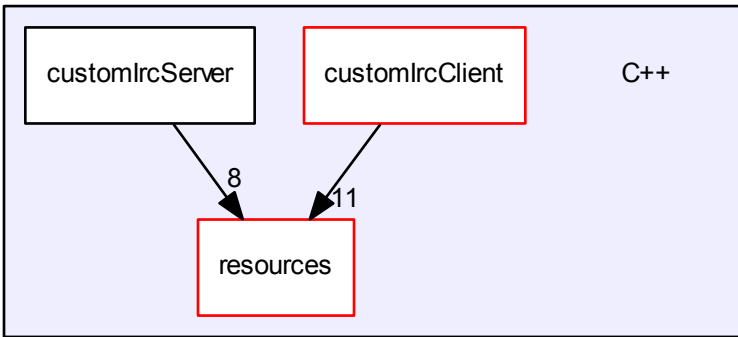 customIrcServer
customIrcClient
C++
8
11
resources